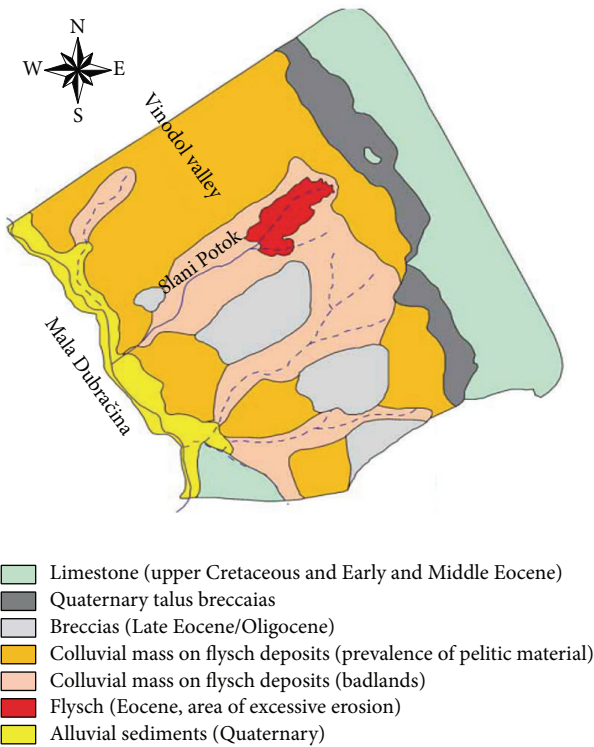 N
W E
S
Vinodol valley
Slani Potok
Mala Dubračina
Limestone (upper Cretaceous and Early and Middle Eocene)
Quaternary talus breccaias
Breccias (Late Eocene/Oligocene)
Colluvial mass on flysch deposits (prevalence of pelitic material)
Colluvial mass on flysch deposits (badlands)
Flysch (Eocene, area of excessive erosion)
Alluvial sediments (Quaternary)